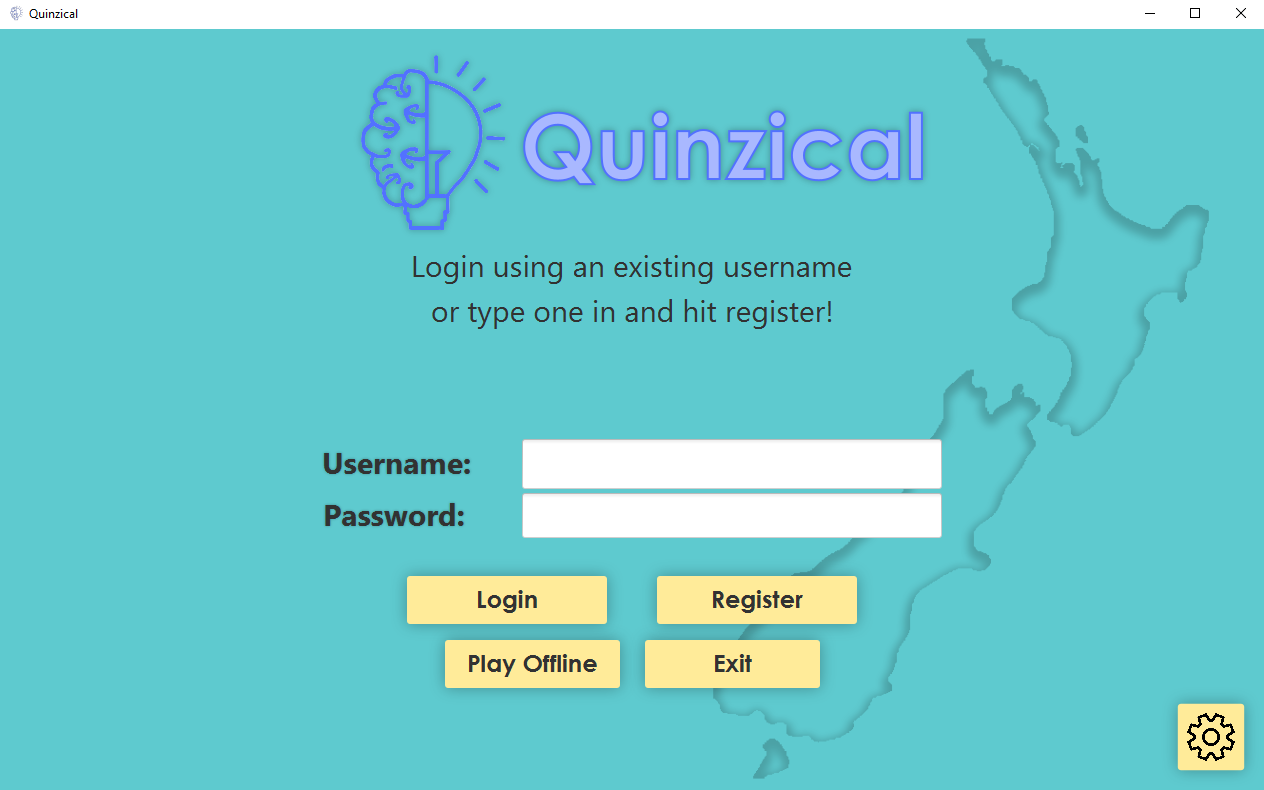 Quinzical
Quinzical
Login using an existing username
or type one in and hit register!
Username:
Password:
Login
Register
Play Offline
Exit